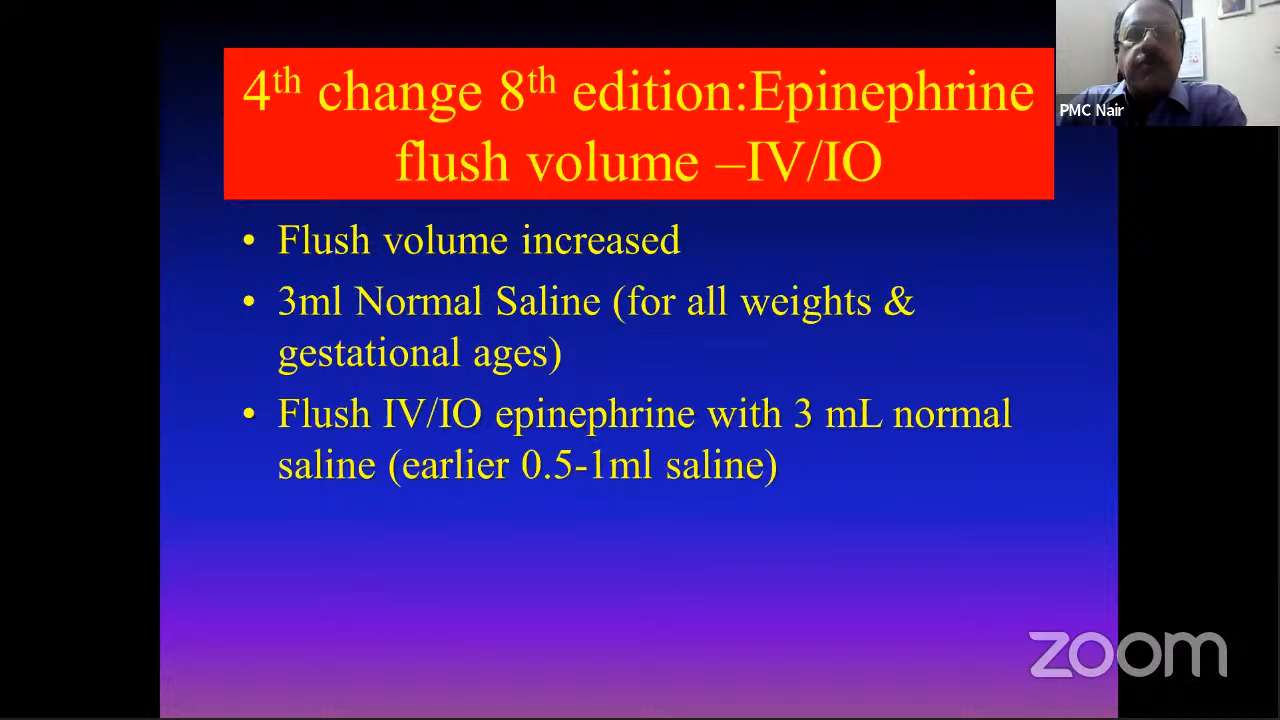 4th change 8th edition:Epinephrine
flush volume –IV/IO
• Flush volume increased
• 3ml Normal Saline (for all weights &
gestational ages)
• Flush IV/IO epinephrine with 3 mL normal
saline (earlier 0.5-1ml saline)
PMC Nair
zoom